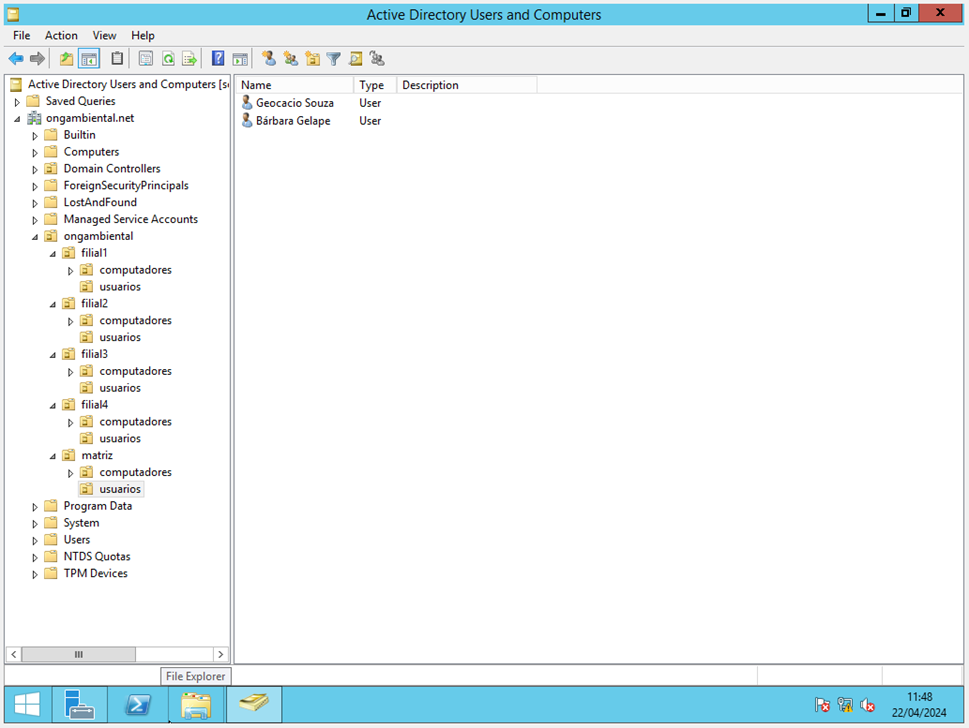 Active Directory Users and Computers
File Action View Help
Active Directory Users and Computers [se
Saved Queries
ongambiental.net
Builtin
Computers
Domain Controllers
ForeignSecurityPrincipals
LostAndFound
Managed Service Accounts
ongambiental
filial1
computadores
usuarios
filial2
computadores
usuarios
filial3
computadores
usuarios
filial4
computadores
usuarios
matriz
computadores
usuarios
Program Data
System
Users
NTDS Quotas
TPM Devices
Name Type Description
Geocacio Souza User
Bárbara Gelape User
File Explorer
11:48
22/04/2024